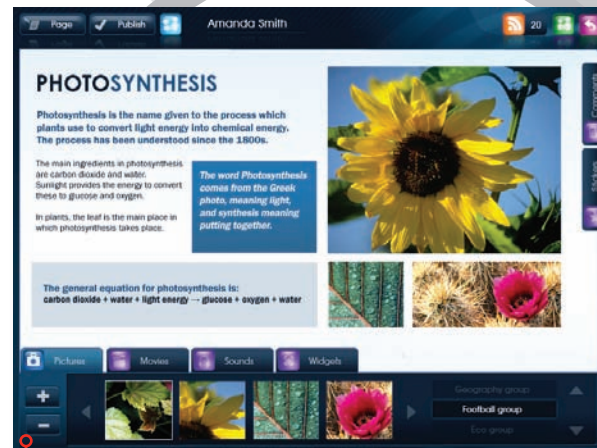 Page
Publish
Amanda Smith
20
PHOTOSYNTHESIS
Photosynthesis is the name given to the process which
plants use to convert light energy into chemical energy.
The process has been understood since the 1800s.
The main ingredients in photosynthesis
are carbon dioxide and water.
Sunlight provides the energy to convert
these to glucose and oxygen.
In plants, the leaf is the main place in
which photosynthesis takes place.
The word Photosynthesis
comes from the Greek
photo, meaning light,
and synthesis meaning
putting together.
The general equation for photosynthesis is:
carbon dioxide + water + light energy → glucose + oxygen + water
Comments
Stickers
Pictures
Movies
Sounds
Widgets
Geography group
Football group
Eco group